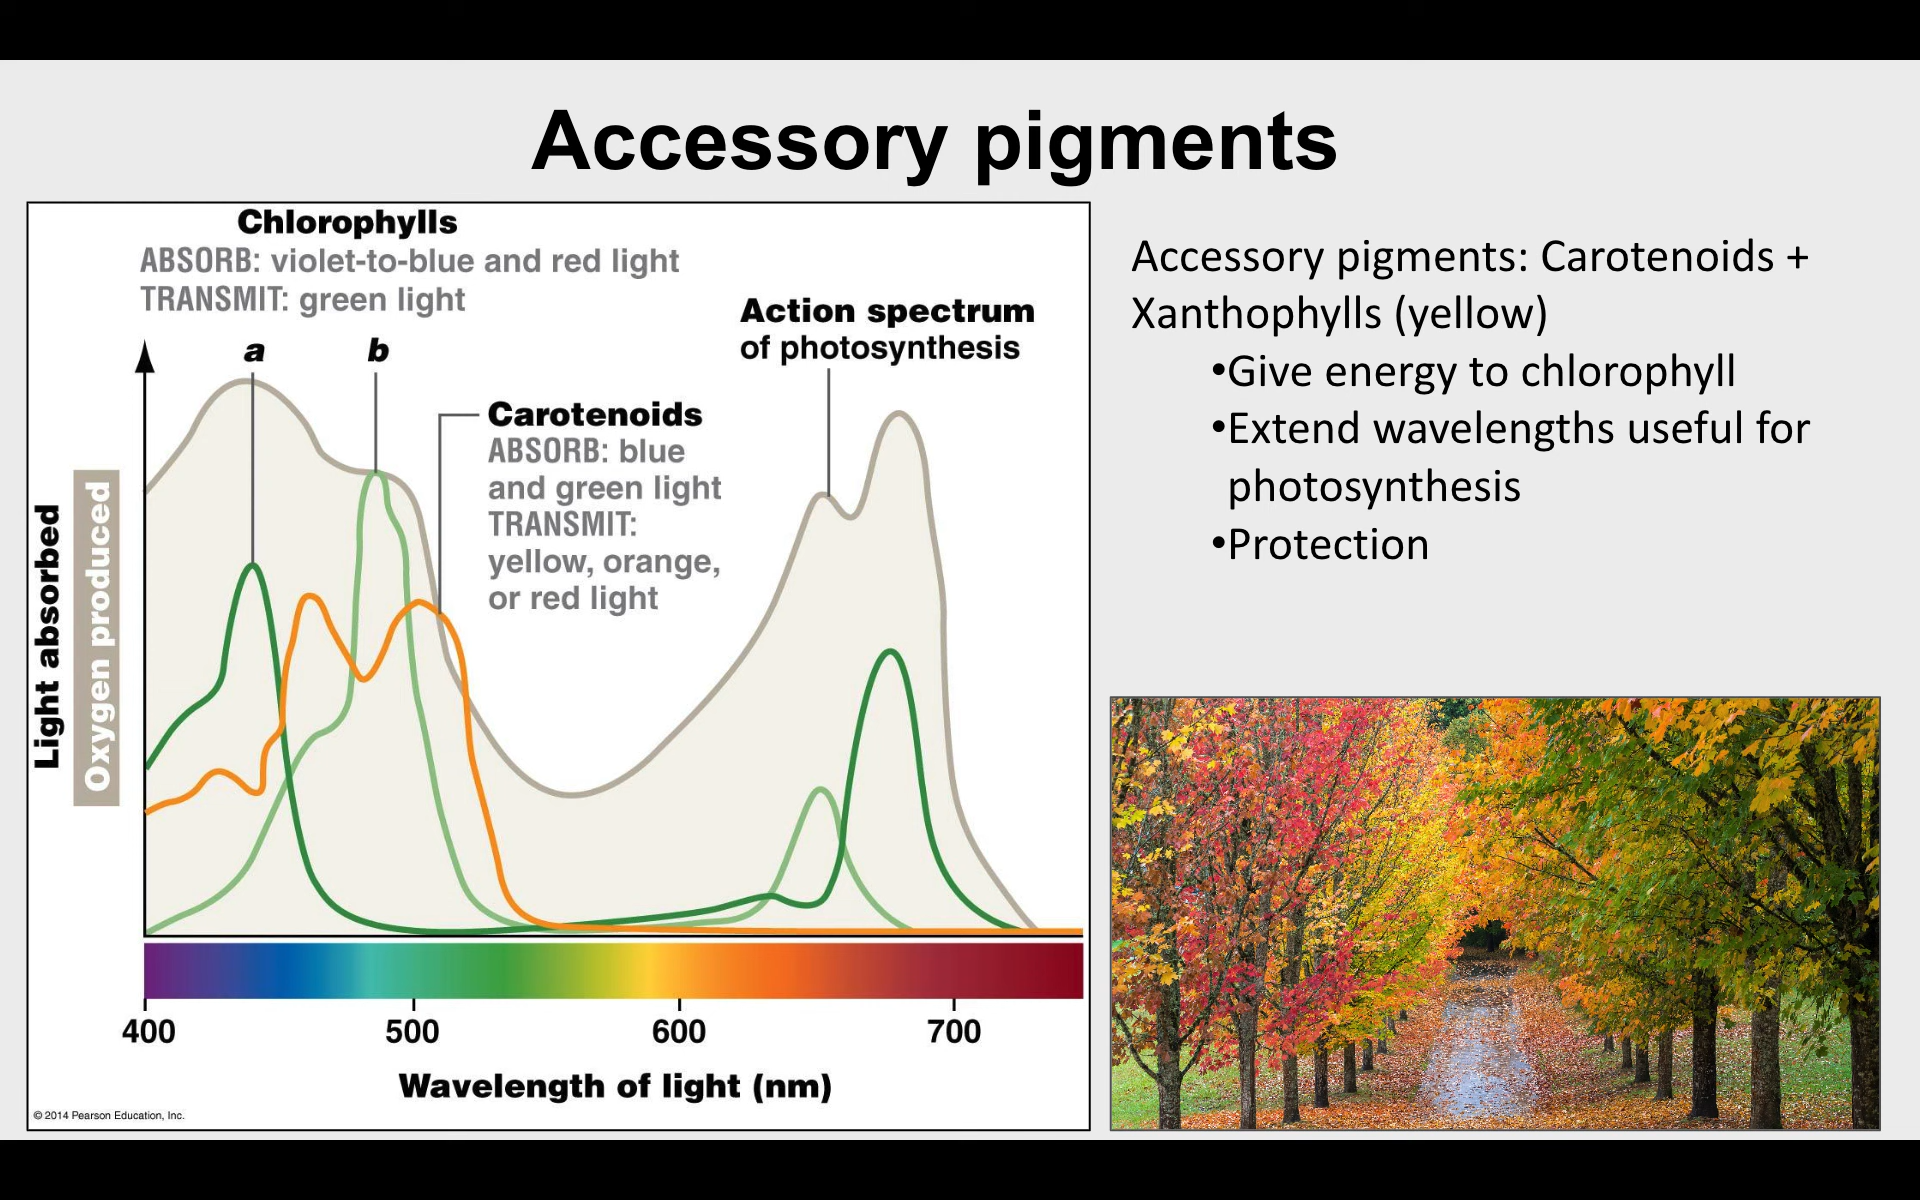 Accessory pigments
Chlorophylls
ABSORB: violet-to-blue and red light
TRANSMIT: green light
a
b
Action spectrum
of photosynthesis
Carotenoids
ABSORB: blue
and green light
TRANSMIT:
yellow, orange,
or red light
Light absorbed
Oxygen produced
400
500
600
700
Wavelength of light (nm)
© 2014 Pearson Education, Inc.
Accessory pigments: Carotenoids +
Xanthophylls (yellow)
•Give energy to chlorophyll
•Extend wavelengths useful for
photosynthesis
•Protection